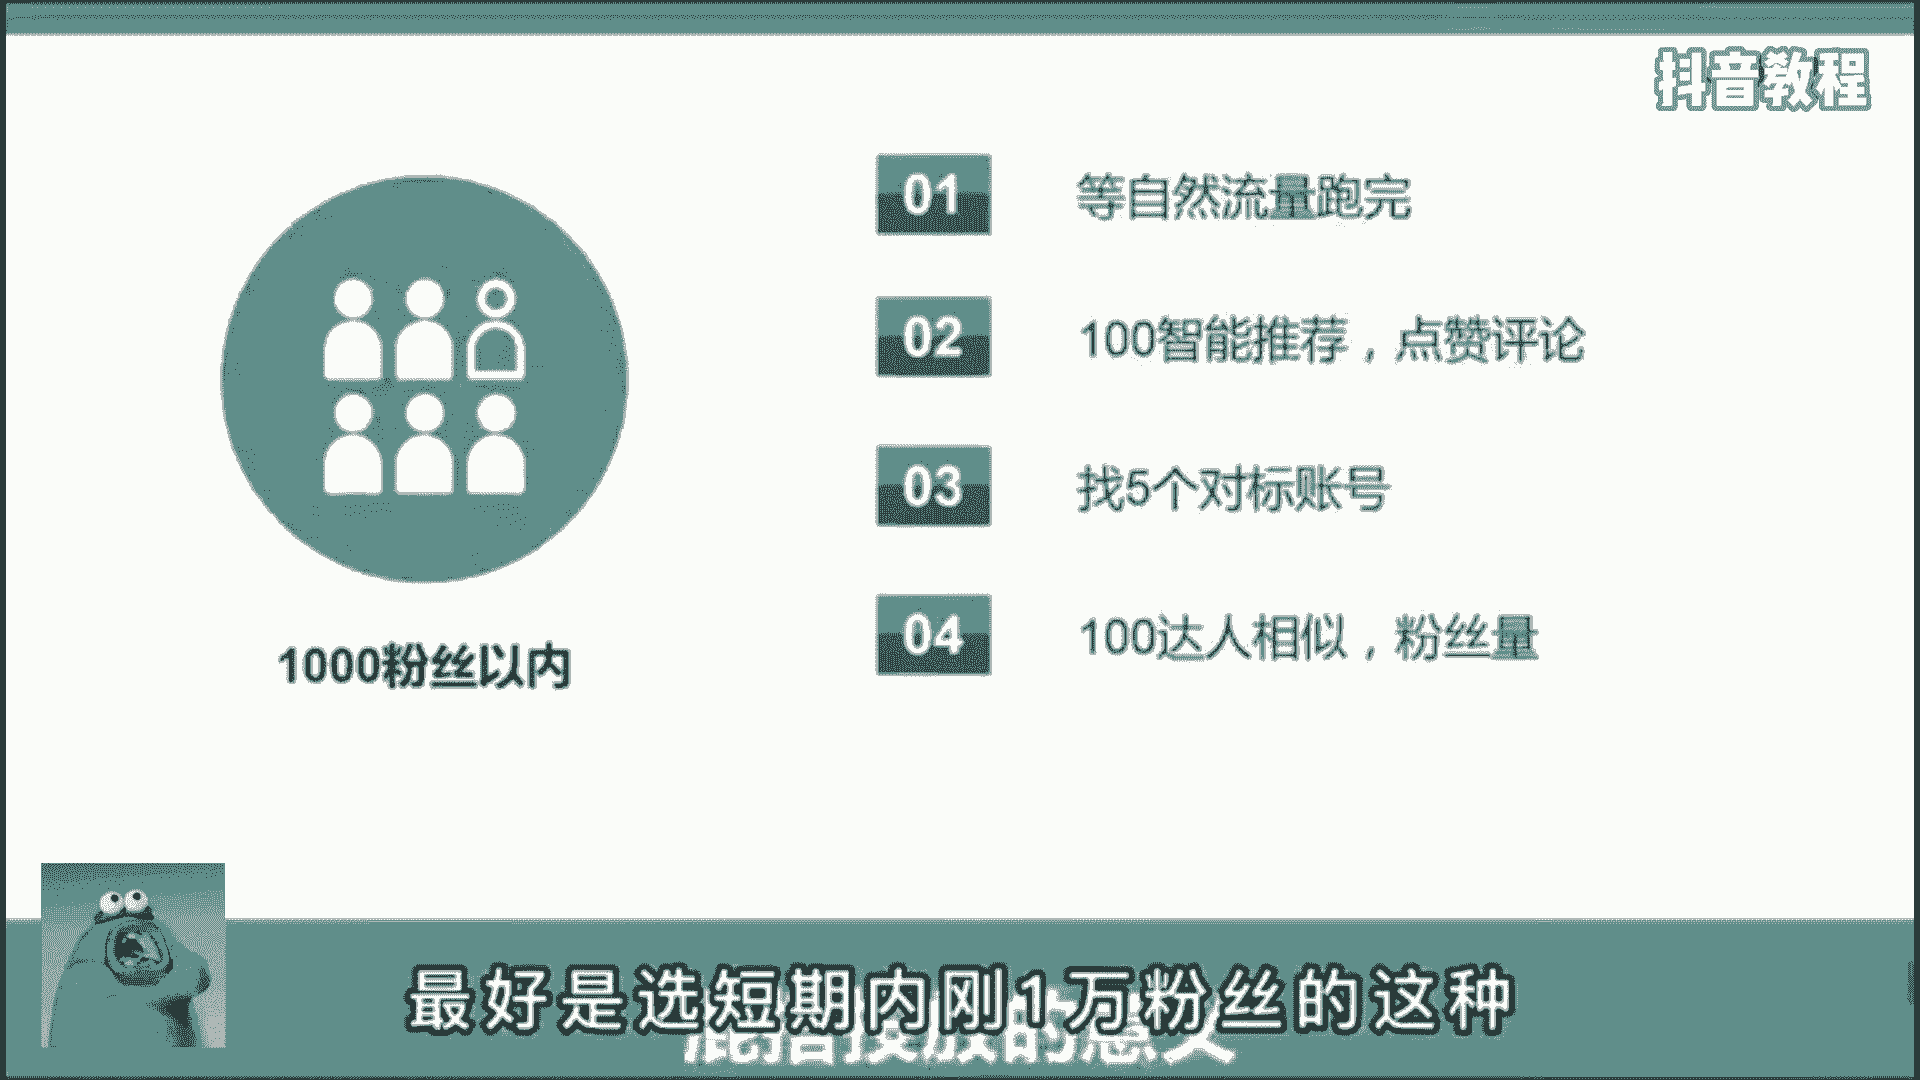 抖音教程
01 等自然流量跑完
02 100智能推荐，点赞评论
03 找5个对标账号
04 100达人相似，粉丝量
1000粉丝以内
最好是选短期内刚1万粉丝的这种